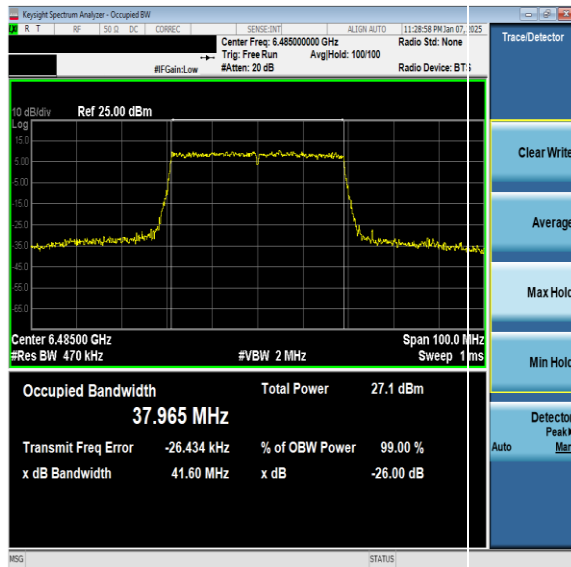 Keysight Spectrum Analyzer - Occupied BW
R T RF 50 Ω DC CORREC SENSE:INT ALIGN AUTO 11:28:58 PM Jan 07, 2025
Center Freq: 6.485000000 GHz Radio Std: None
Trig: Free Run Avg|Hold: 100/100
#IFGain:Low #Atten: 20 dB Radio Device: BTS
Trace/Detector
10 dB/div Ref 25.00 dBm
Log
15.0
5.00
-5.00
-15.0
-25.0
-35.0
-45.0
-55.0
-65.0
Center 6.48500 GHz Span 100.0 MHz
#Res BW 470 kHz #VBW 2 MHz Sweep 1 ms
Occupied Bandwidth Total Power 27.1 dBm
37.965 MHz
Transmit Freq Error -26.434 kHz % of OBW Power 99.00 %
x dB Bandwidth 41.60 MHz x dB -26.00 dB
Clear Write
Average
Max Hold
Min Hold
Detector
Peak
Auto Man
MSG STATUS